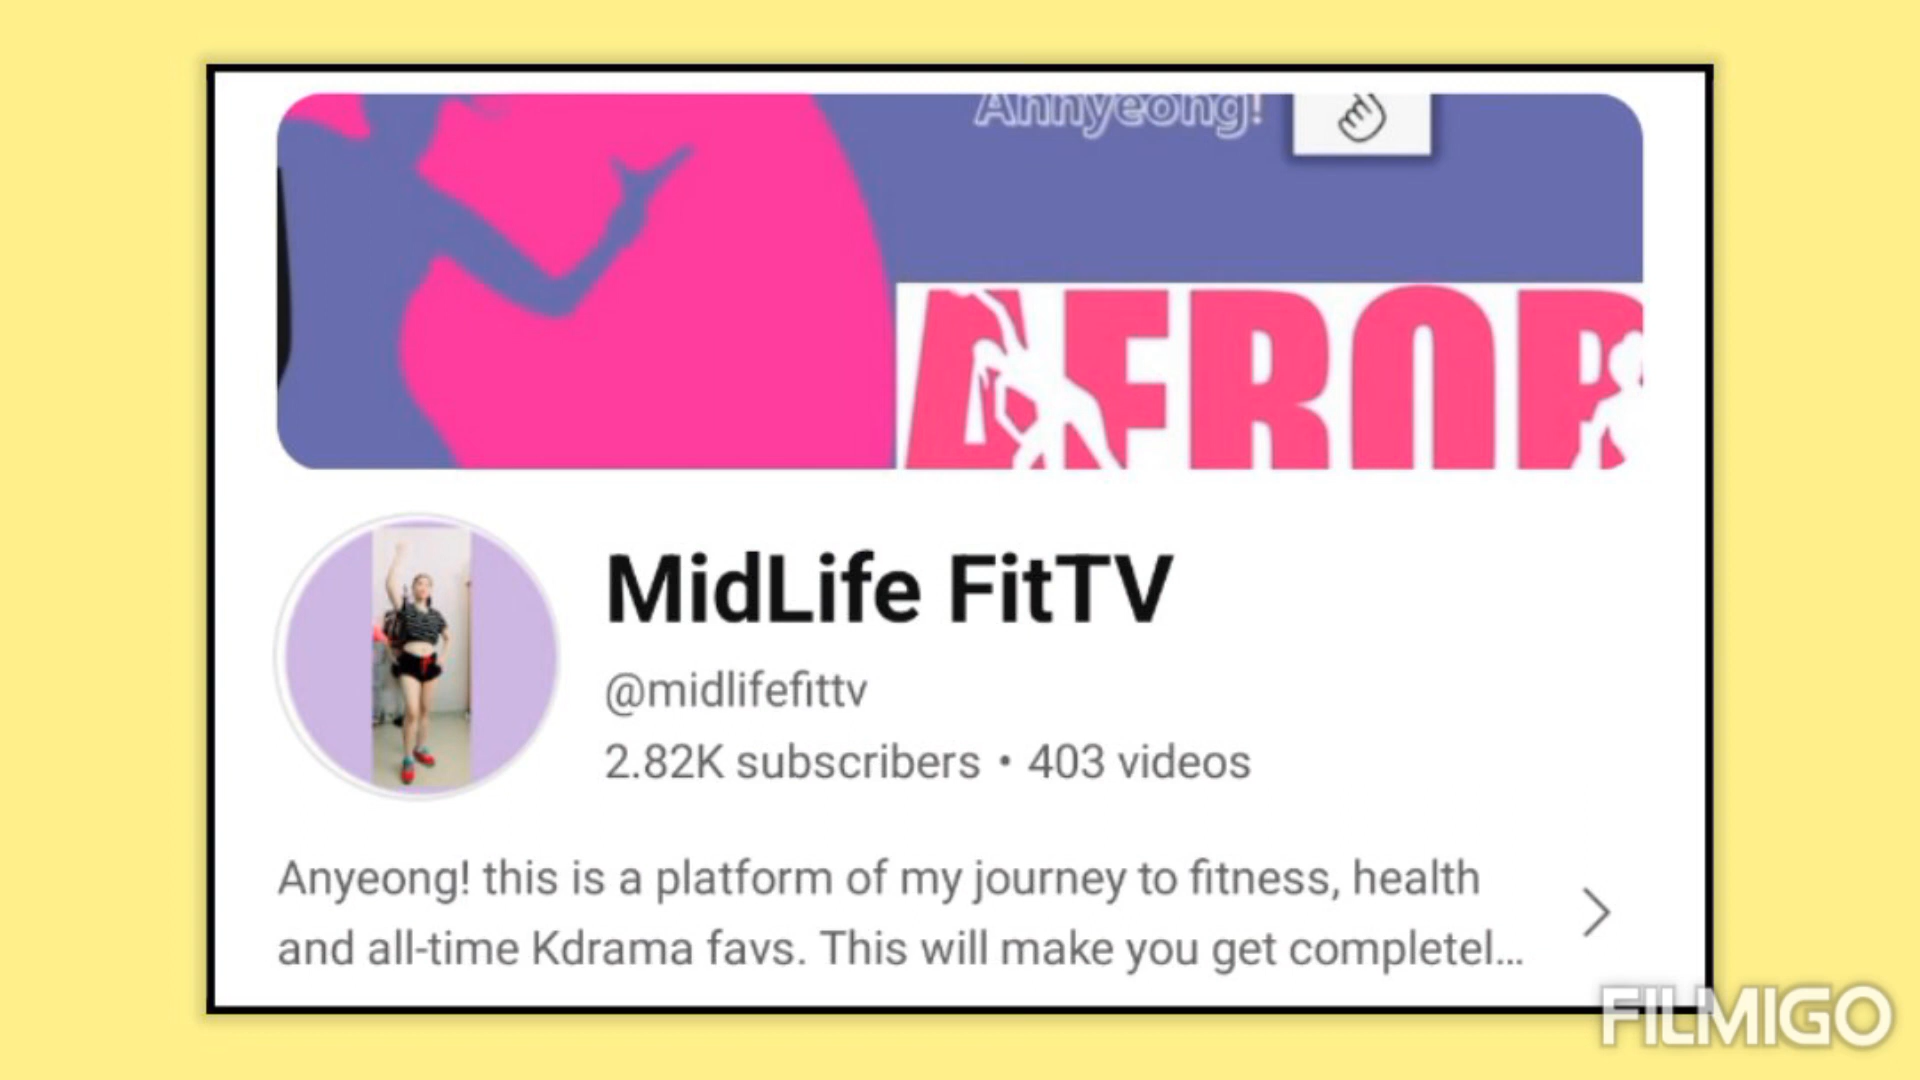 Annyeong!
AEROB
MidLife FitTV
@midlifefittv
2.82K subscribers • 403 videos
Anyeong! this is a platform of my journey to fitness, health
and all-time Kdrama favs. This will make you get completel...
FILMIGO